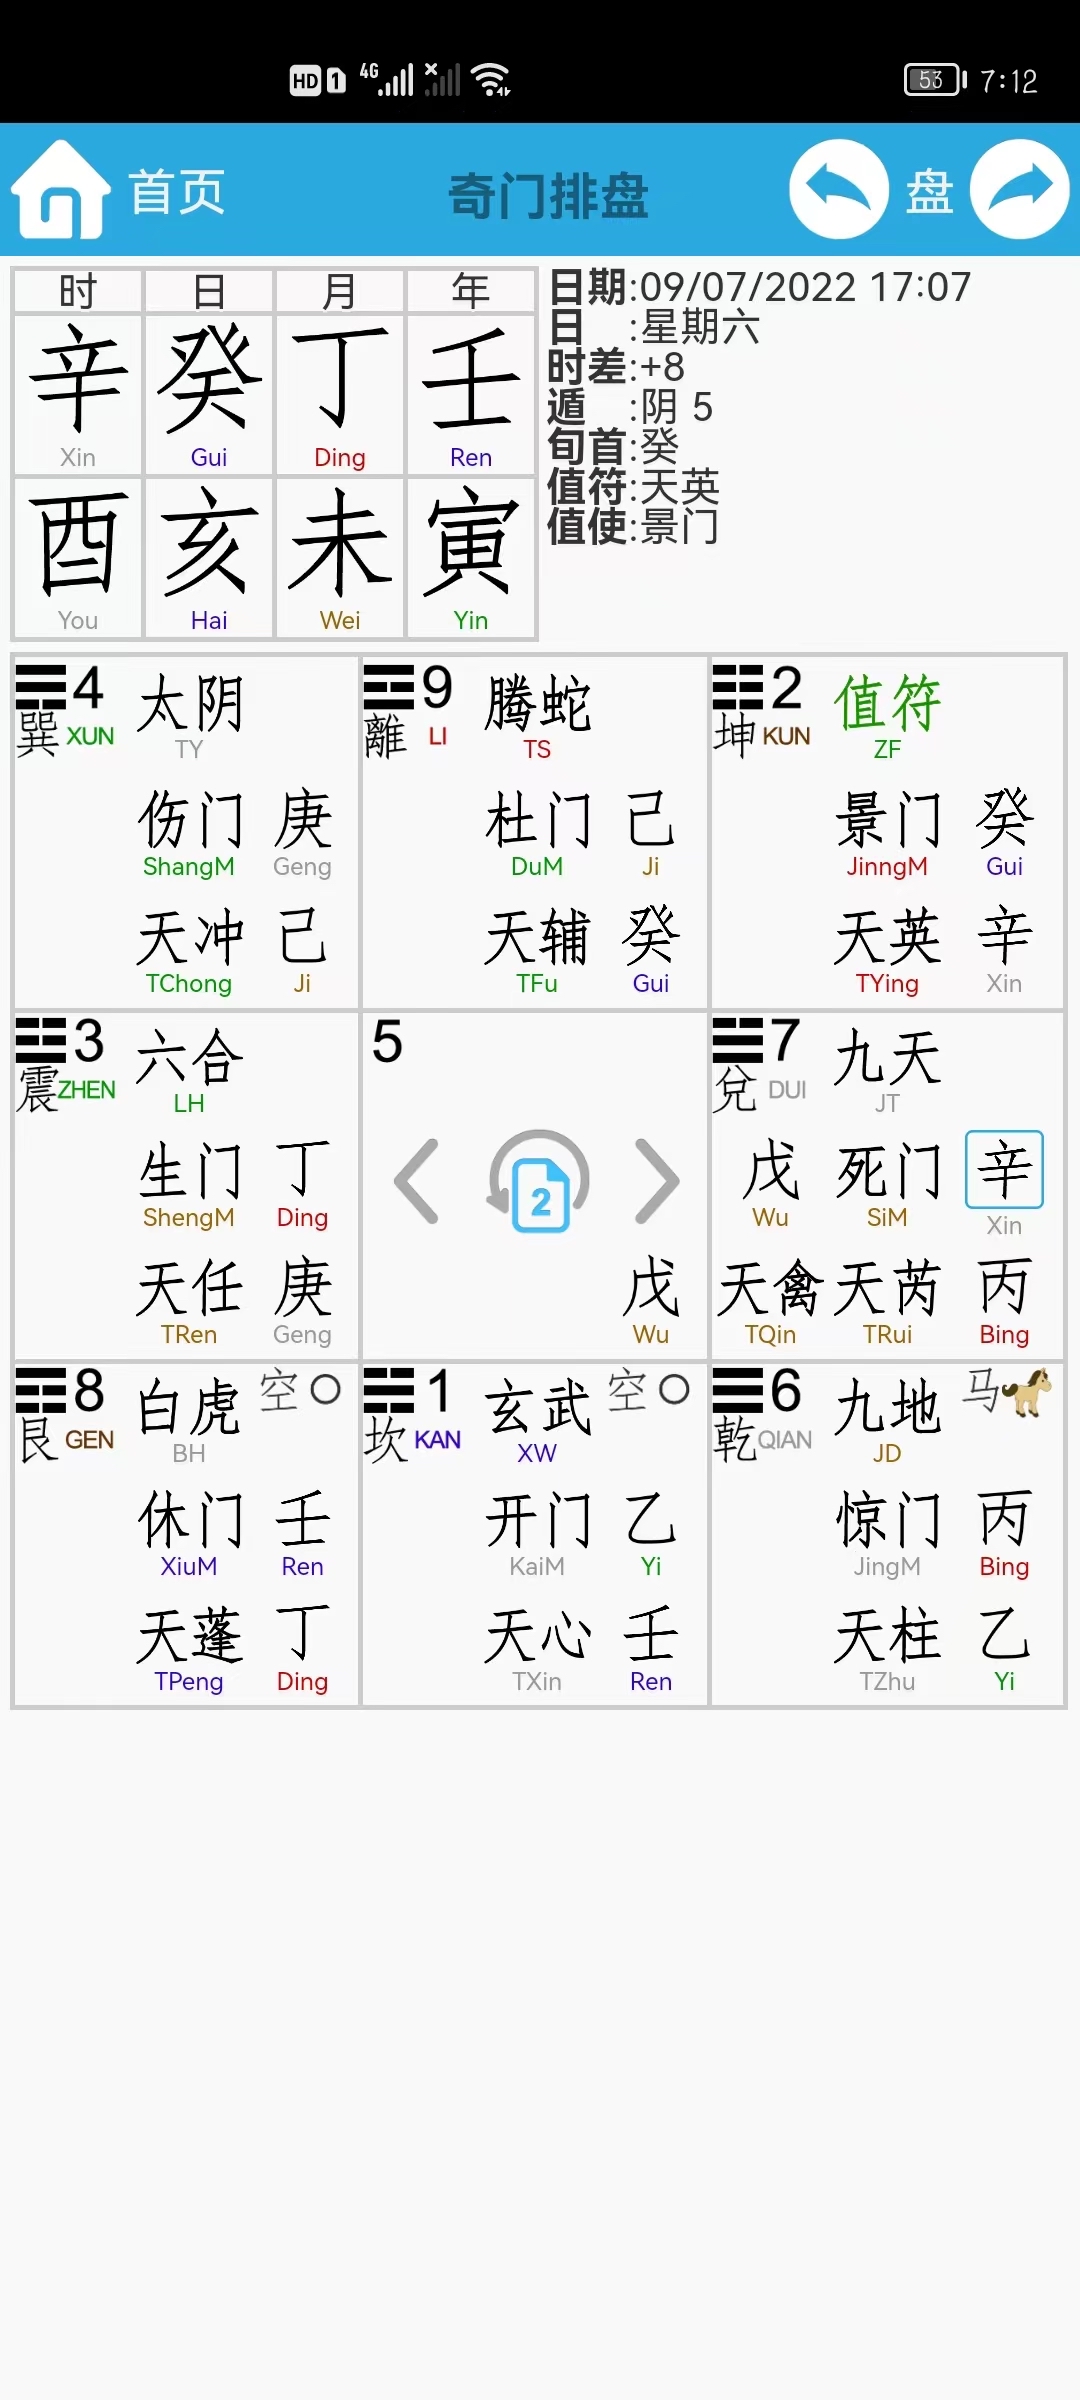 HD 1 4G 53 7:12
首页 奇门排盘 盘
时 日 月 年
辛 癸 丁 壬
Xin Gui Ding Ren
酉 亥 未 寅
You Hai Wei Yin
日期:09/07/2022 17:07
日 :星期六
时差:+8
遁 :阴 5
旬首:癸
值符:天英
值使:景门
4 太阴
巽 XUN TY
伤门 庚
ShangM Geng
天冲 己
TChong Ji
9 腾蛇
離 LI TS
杜门 己
DuM Ji
天辅 癸
TFu Gui
2 值符
坤 KUN ZF
景门 癸
JinngM Gui
天英 辛
TYing Xin
3 六合
震 ZHEN LH
生门 丁
ShengM Ding
天任 庚
TRen Geng
5
2
戊
Wu
7 九天
兌 DUI JT
戊 死门 辛
Wu SiM Xin
天禽 天芮 丙
TQin TRui Bing
8 白虎 空
艮 GEN BH
休门 壬
XiuM Ren
天蓬 丁
TPeng Ding
1 玄武 空
坎 KAN XW
开门 乙
KaiM Yi
天心 壬
TXin Ren
6 九地 马
乾 QIAN JD
惊门 丙
JingM Bing
天柱 乙
TZhu Yi